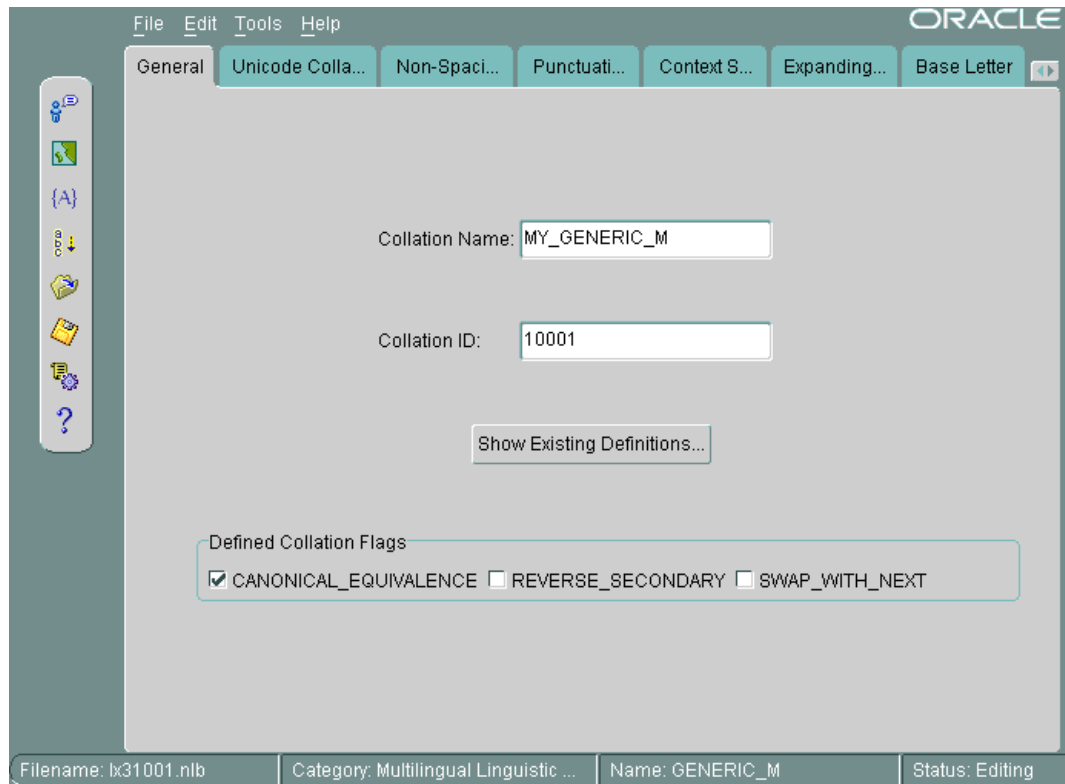 File Edit Tools Help
ORACLE
General Unicode Colla... Non-Spaci... Punctuati... Context S... Expanding... Base Letter
{A}
a
b
c
?
Collation Name: MY_GENERIC_M
Collation ID: 10001
Show Existing Definitions...
Defined Collation Flags
CANONICAL_EQUIVALENCE REVERSE_SECONDARY SWAP_WITH_NEXT
Filename: lx31001.nlb Category: Multilingual Linguistic ... Name: GENERIC_M Status: Editing